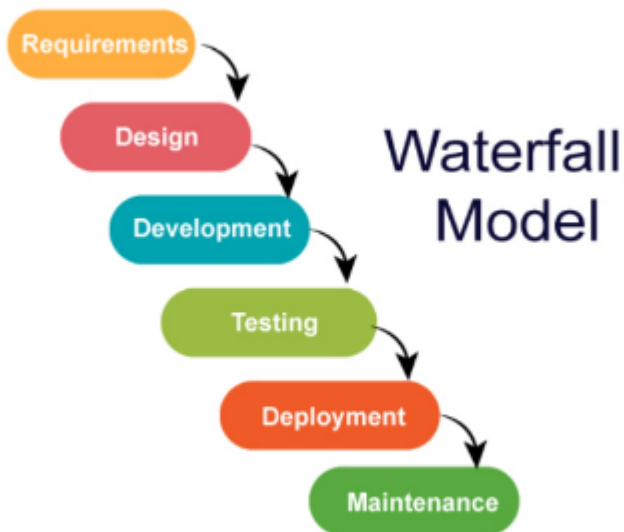 Requirements
Design
Waterfall
Model
Development
Testing
Deployment
Maintenance